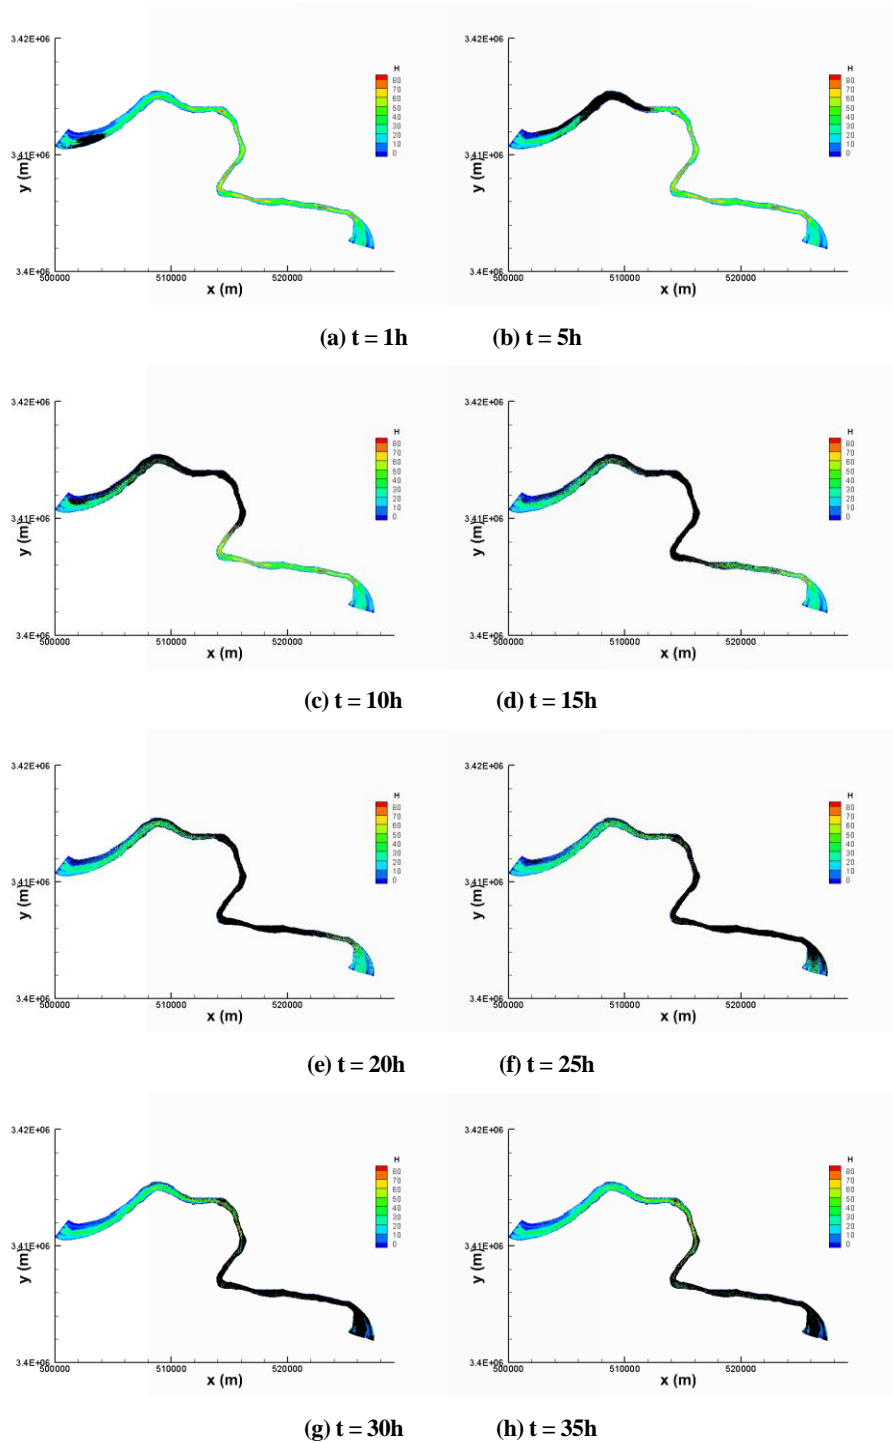 3.42E+06
3.41E+06
3.4E+06
y (m)
500000 510000 520000
x (m)
H
80
70
60
50
40
30
20
10
0
3.42E+06
3.41E+06
3.4E+06
y (m)
500000 510000 520000
x (m)
H
80
70
60
50
40
30
20
10
0
(a) t = 1h (b) t = 5h
3.42E+06
3.41E+06
3.4E+06
y (m)
500000 510000 520000
x (m)
H
80
70
60
50
40
30
20
10
0
3.42E+06
3.41E+06
3.4E+06
y (m)
500000 510000 520000
x (m)
H
80
70
60
50
40
30
20
10
0
(c) t = 10h (d) t = 15h
3.42E+06
3.41E+06
3.4E+06
y (m)
500000 510000 520000
x (m)
H
80
70
60
50
40
30
20
10
0
3.42E+06
3.41E+06
3.4E+06
y (m)
500000 510000 520000
x (m)
H
80
70
60
50
40
30
20
10
0
(e) t = 20h (f) t = 25h
3.42E+06
3.41E+06
3.4E+06
y (m)
500000 510000 520000
x (m)
H
80
70
60
50
40
30
20
10
0
3.42E+06
3.41E+06
3.4E+06
y (m)
500000 510000 520000
x (m)
H
80
70
60
50
40
30
20
10
0
(g) t = 30h (h) t = 35h